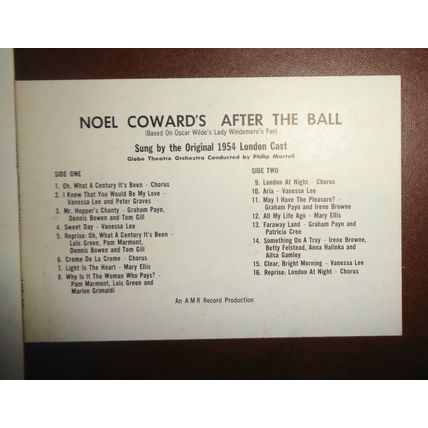 NOEL COWARD'S AFTER THE BALL
(Based On Oscar Wilde's Lady Windemere's Fan)
Sung by the Original 1954 London Cast
Globe Theatre Orchestra Conducted by Philip Martell
SIDE ONE
1. Oh, What A Century It's Been - Chorus
2. I Knew That You Would Be My Love -
Vanessa Lee and Peter Graves
3. Mr. Hopper's Chanty - Graham Payn,
Dennis Bowen and Tom Gill
4. Sweet Day - Vanessa Lee
5. Reprise: Oh, What A Century It's Been -
Lois Green, Pam Marmont,
Dennis Bowen and Tom Gill
6. Creme De La Creme - Chorus
7. Light Is The Heart - Mary Ellis
8. Why Is It The Woman Who Pays? -
Pam Marmont, Lois Green and
Marion Grimaldi
SIDE TWO
9. London At Night - Chorus
10. Aria - Vanessa Lee
11. May I Have The Pleasure? -
Graham Payn and Irene Browne
12. All My Life Ago - Mary Ellis
13. Faraway Land - Graham Payn and
Patricia Cree
14. Something On A Tray - Irene Browne,
Betty Felstead, Anna Halinka and
Ailsa Gamley
15. Clear, Bright Morning - Vanessa Lee
16. Reprise: London At Night - Chorus
An A M R Record Production